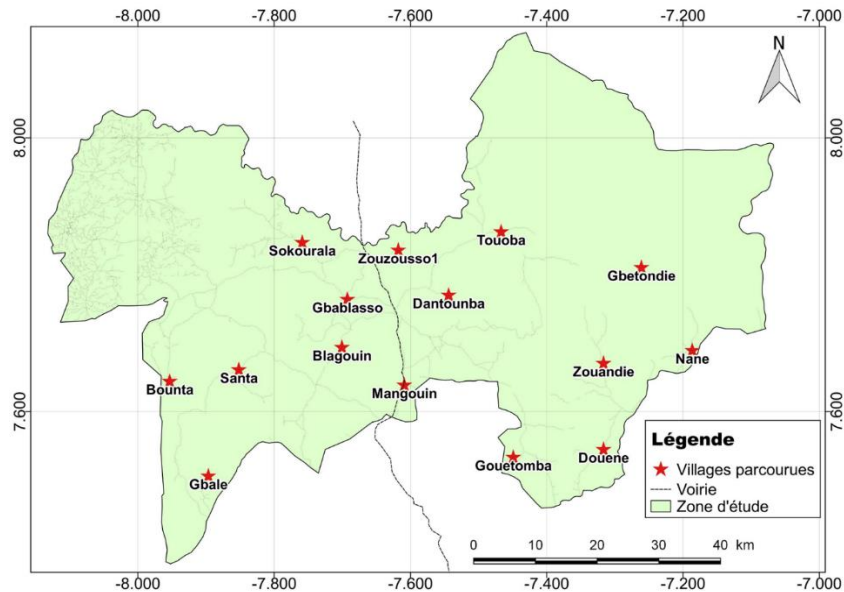 -8.000 -7.800 -7.600 -7.400 -7.200 -7.000
N
8.000 8.000
Touoba
Sokourala
Zouzousso1
Gbetondie
Gbablasso
Dantounba
Blagouin
Nane
Zouandie
Santa
Bounta
Mangouin
7.600 7.600
Légende
Villages parcourues
Voirie
Zone d'étude
Douene
Gouetomba
Gbale
0 10 20 30 40 km
-8.000 -7.800 -7.600 -7.400 -7.200 -7.000